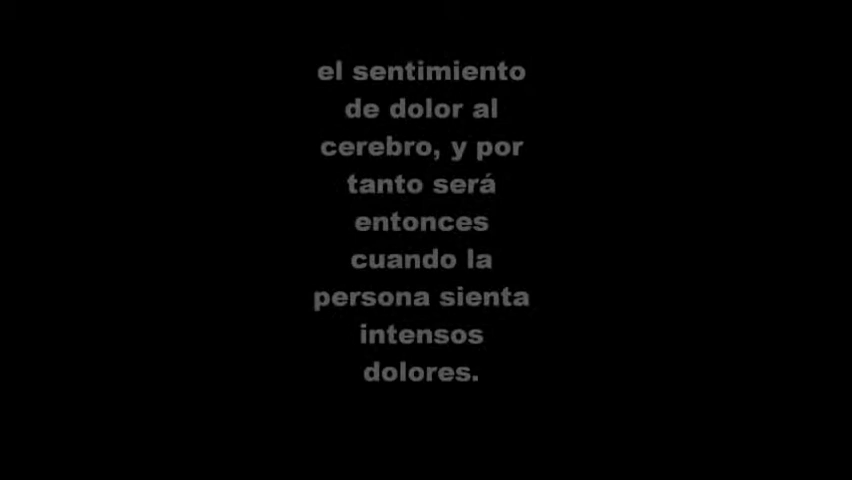 el sentimiento
de dolor al
cerebro, y por
tanto será
entonces
cuando la
persona sienta
intensos
dolores.